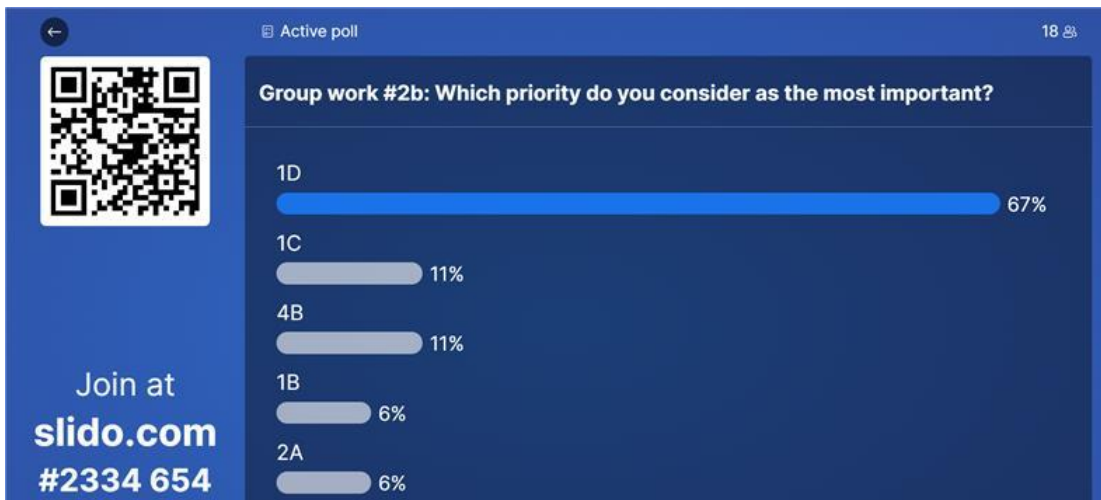 Active poll
18
Group work #2b: Which priority do you consider as the most important?
1D
67%
1C
11%
4B
11%
1B
6%
2A
6%
Join at
slido.com
#2334 654